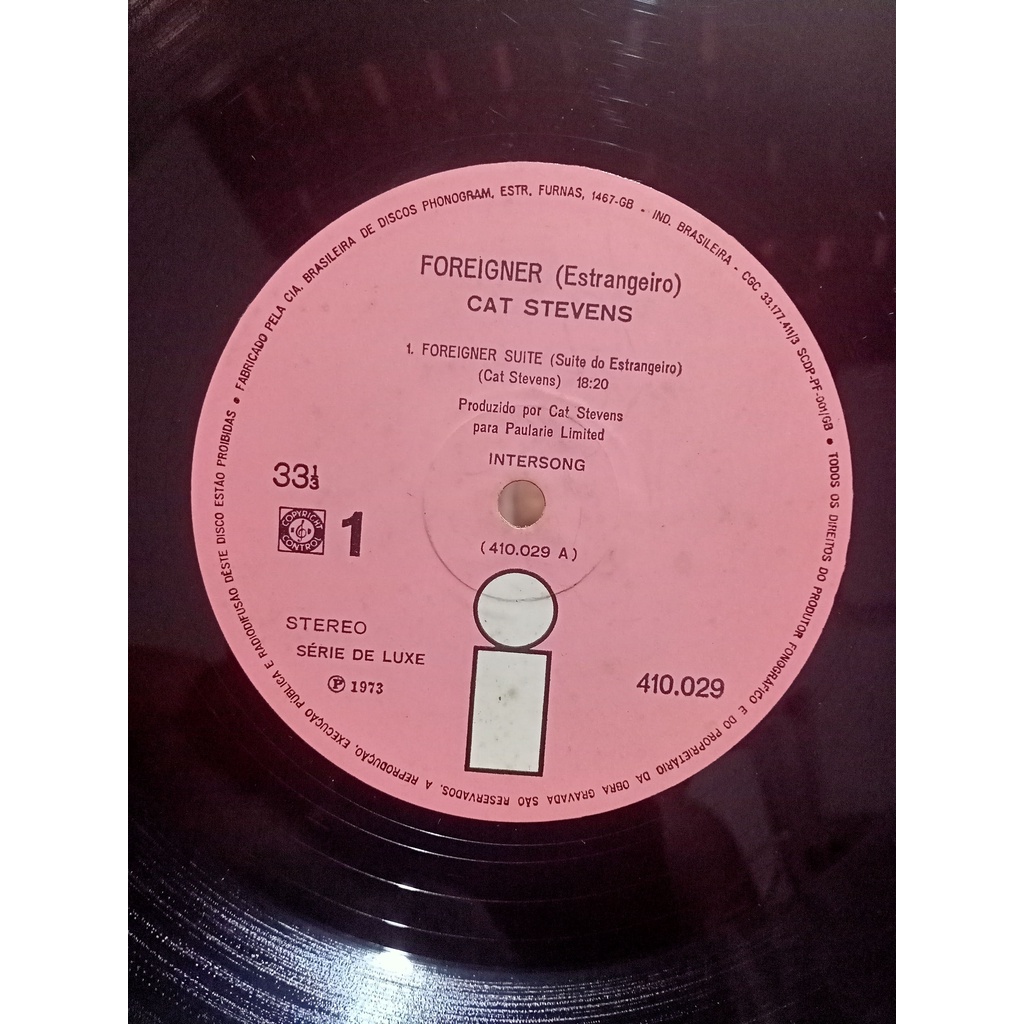 FABRICADO PELA CIA. BRASILEIRA DE DISCOS PHONOGRAM, ESTR. FURNAS, 1467-GB - IND. BRASILEIRA - CGC 33.177.411/3 SCDP-PF-001/GB • TODOS OS DIREITOS DO PRODUTOR FONOGRÁFICO E DO PROPRIETÁRIO DA OBRA GRAVADA SÃO RESERVADOS. A REPRODUÇÃO, EXECUÇÃO PÚBLICA E RADIODIFUSÃO DÊSTE DISCO ESTÃO PROIBIDAS •
FOREIGNER (Estrangeiro)
CAT STEVENS
1. FOREIGNER SUITE (Suite do Estrangeiro)
(Cat Stevens) 18:20
Produzido por Cat Stevens
para Paularie Limited
INTERSONG
33⅓
COPYRIGHT
CONTROL
1
(410.029 A)
STEREO
SÉRIE DE LUXE
℗ 1973
410.029
i